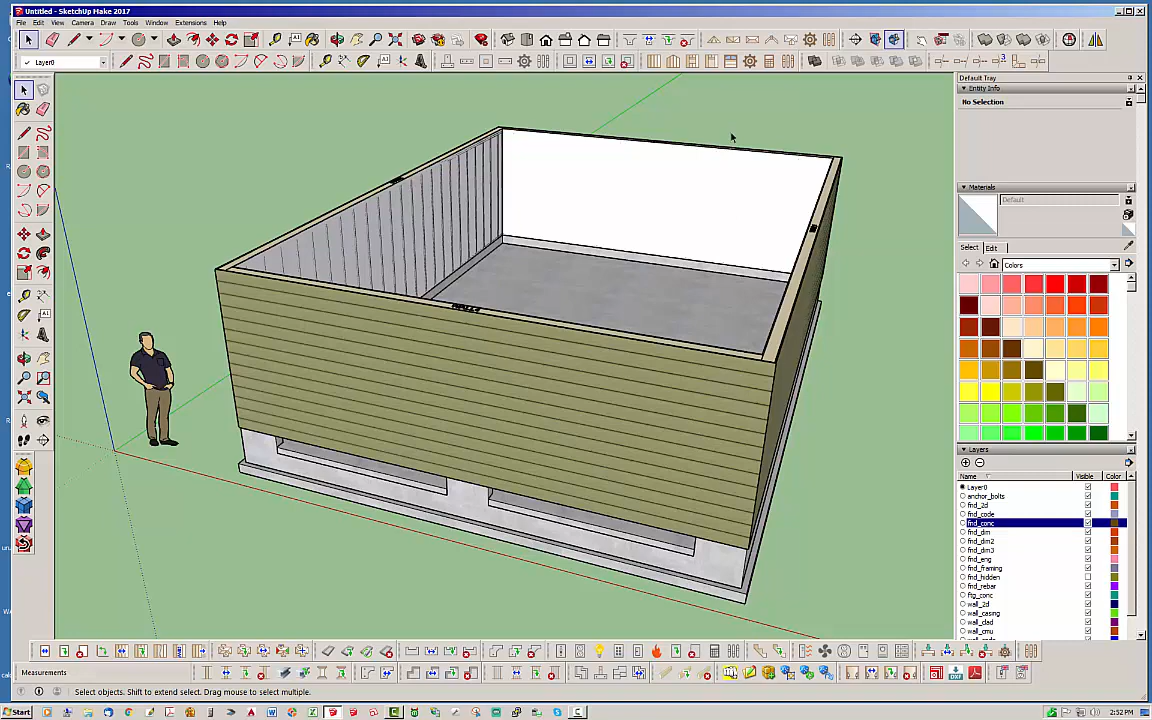 Untitled - SketchUp Make 2017
File Edit View Camera Draw Tools Window Extensions Help
Layer0
Default Tray
Entity Info
No Selection
Materials
Default
Select Edit
Colors
Layers
Name Visible Color
Layer0
anchor_bolts
fnd_2d
fnd_code
fnd_conc
fnd_dim
fnd_dim2
fnd_dim3
fnd_eng
fnd_framing
fnd_hidden
fnd_rebar
ftg_conc
wall_2d
wall_casing
wall_clad
wall_cmu
Measurements
Select objects. Shift to extend select. Drag mouse to select multiple.
Start
2:52 PM